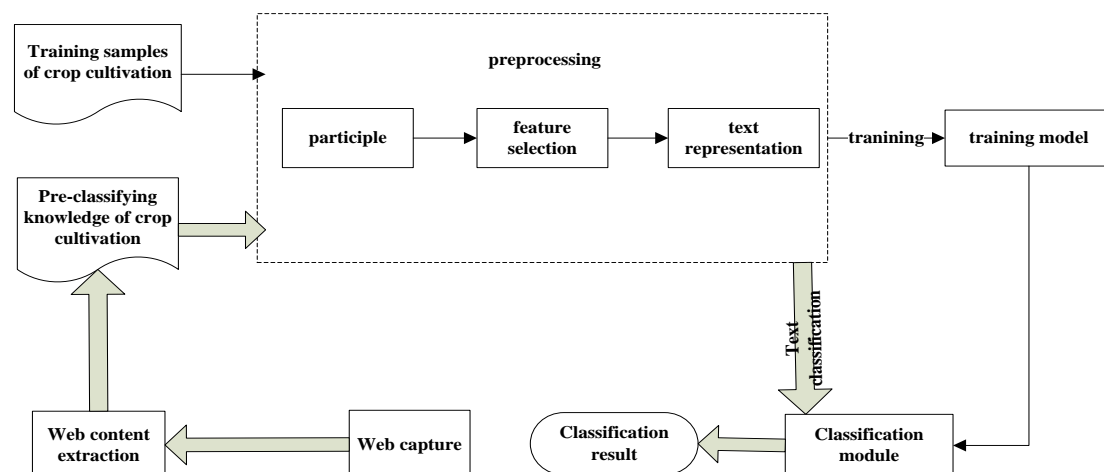 Training samples
of crop cultivation
preprocessing
participle
feature
selection
text
representation
tranining
training model
Pre-classifying
knowledge of crop
cultivation
Text
classification
Web content
extraction
Web capture
Classification
result
Classification
module